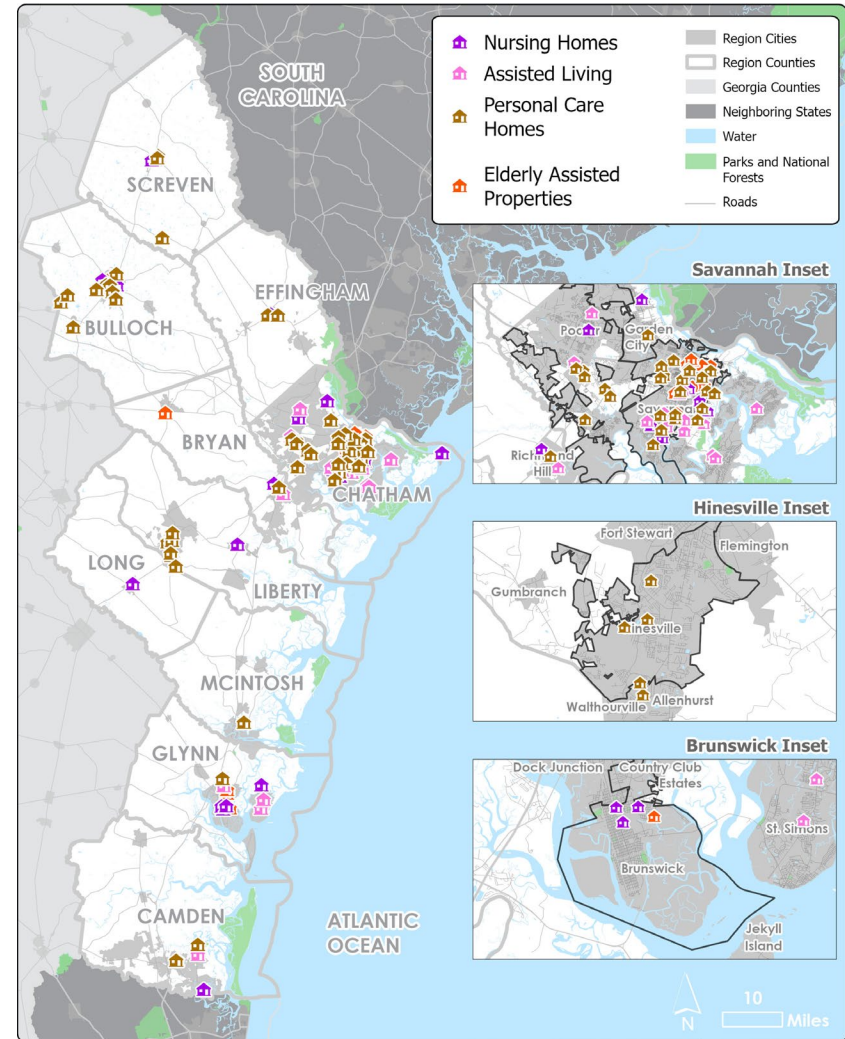 Nursing Homes
Assisted Living
Personal Care
Homes
Elderly Assisted
Properties
Region Cities
Region Counties
Georgia Counties
Neighboring States
Water
Parks and National
Forests
Roads
SOUTH
CAROLINA
SCREVEN
EFFINGHAM
BULLOCH
BRYAN
CHATHAM
LONG
LIBERTY
MCINTOSH
GLYNN
CAMDEN
ATLANTIC
OCEAN
Savannah Inset
Garden
City
Hill
Hinesville Inset
Fort Stewart
Flemington
Gumbranch
Hinesville
Walthourville
Allenhurst
Brunswick Inset
Dock Junction
Country Club
Estates
St. Simons
Brunswick
Jekyll
Island
N
10
Miles